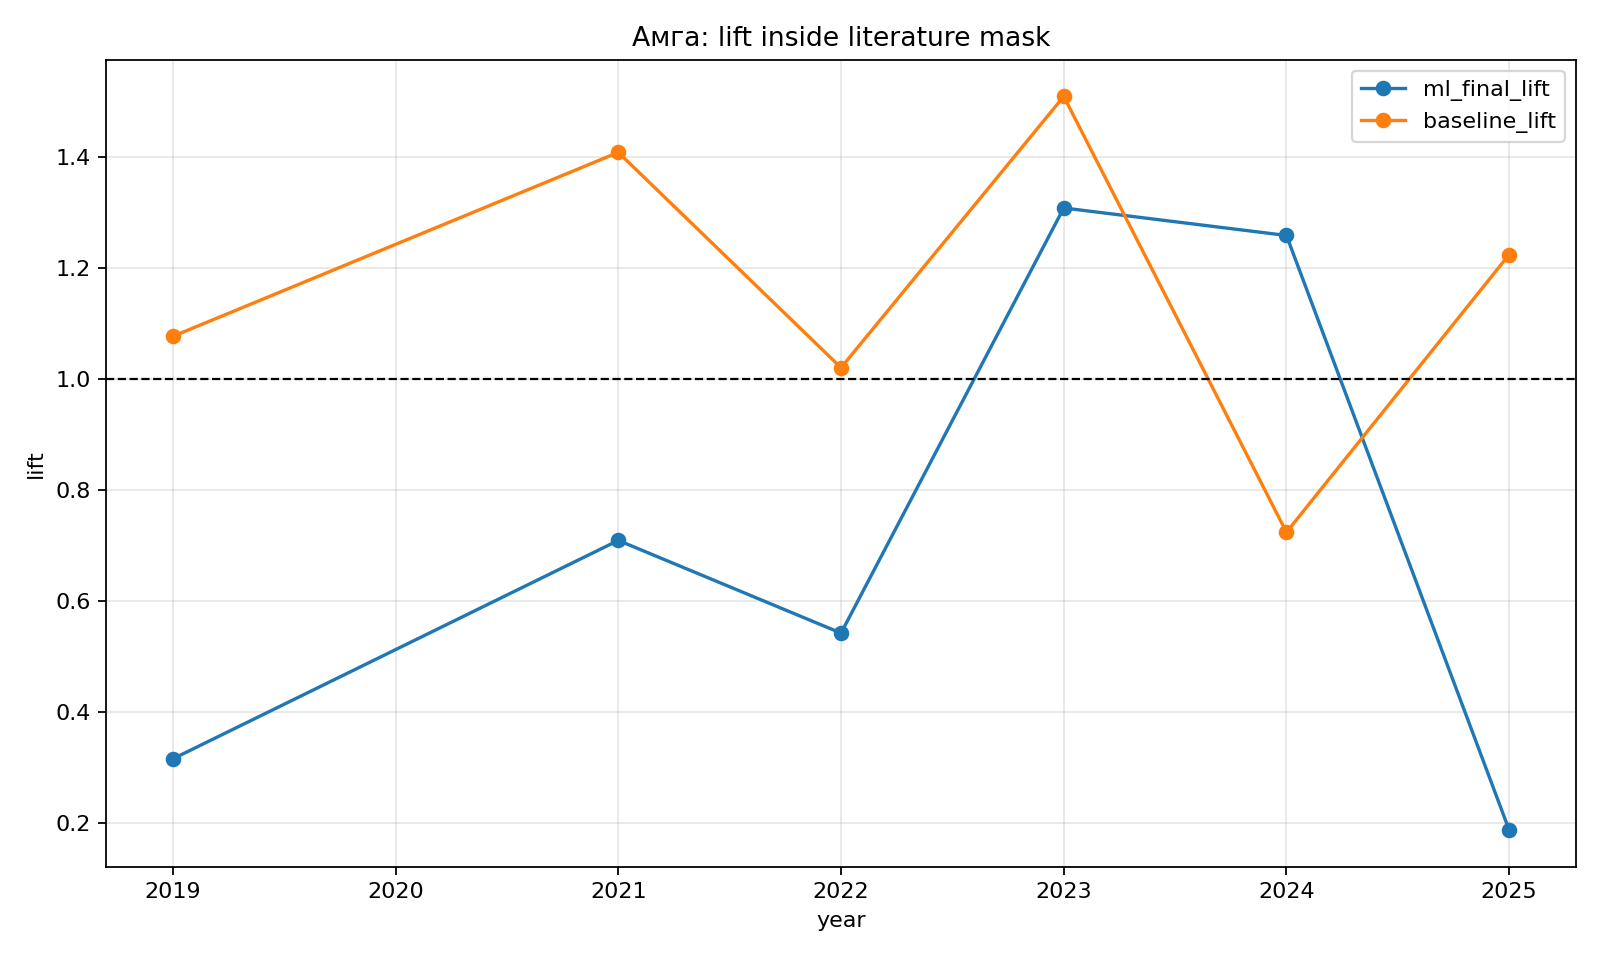 Амга: lift inside literature mask
ml_final_lift
baseline_lift
1.4
1.2
1.0
0.8
0.6
0.4
0.2
lift
2019 2020 2021 2022 2023 2024 2025
year